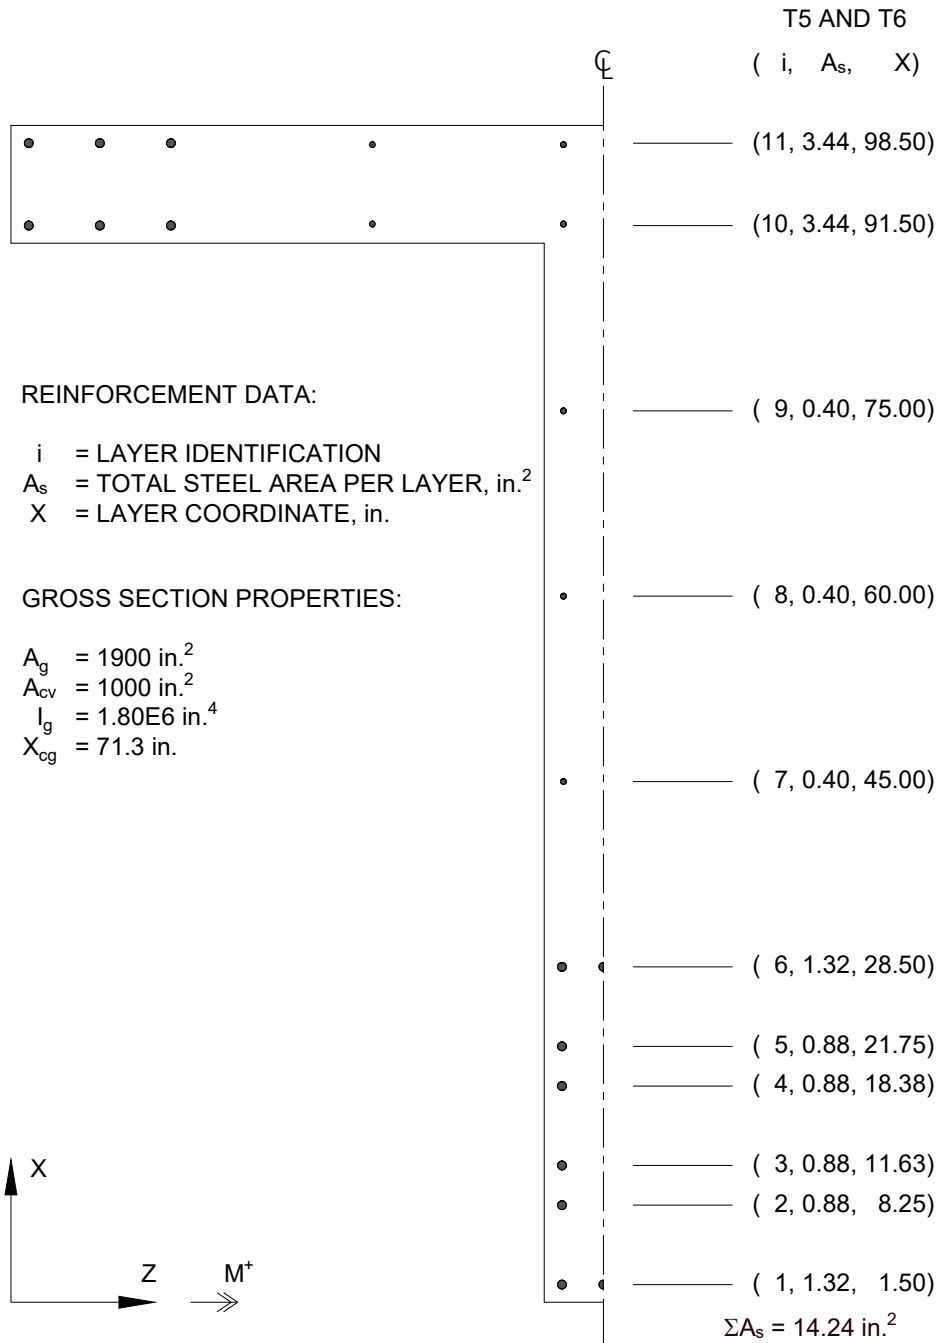 T5 AND T6
℄
( i, As, X)
(11, 3.44, 98.50)
(10, 3.44, 91.50)
REINFORCEMENT DATA:
( 9, 0.40, 75.00)
i = LAYER IDENTIFICATION
As = TOTAL STEEL AREA PER LAYER, in.²
X = LAYER COORDINATE, in.
GROSS SECTION PROPERTIES:
( 8, 0.40, 60.00)
Ag = 1900 in.²
Acv = 1000 in.²
Ig = 1.80E6 in.⁴
Xcg = 71.3 in.
( 7, 0.40, 45.00)
( 6, 1.32, 28.50)
( 5, 0.88, 21.75)
( 4, 0.88, 18.38)
( 3, 0.88, 11.63)
( 2, 0.88, 8.25)
( 1, 1.32, 1.50)
X
Z
M⁺
ΣAs = 14.24 in.²